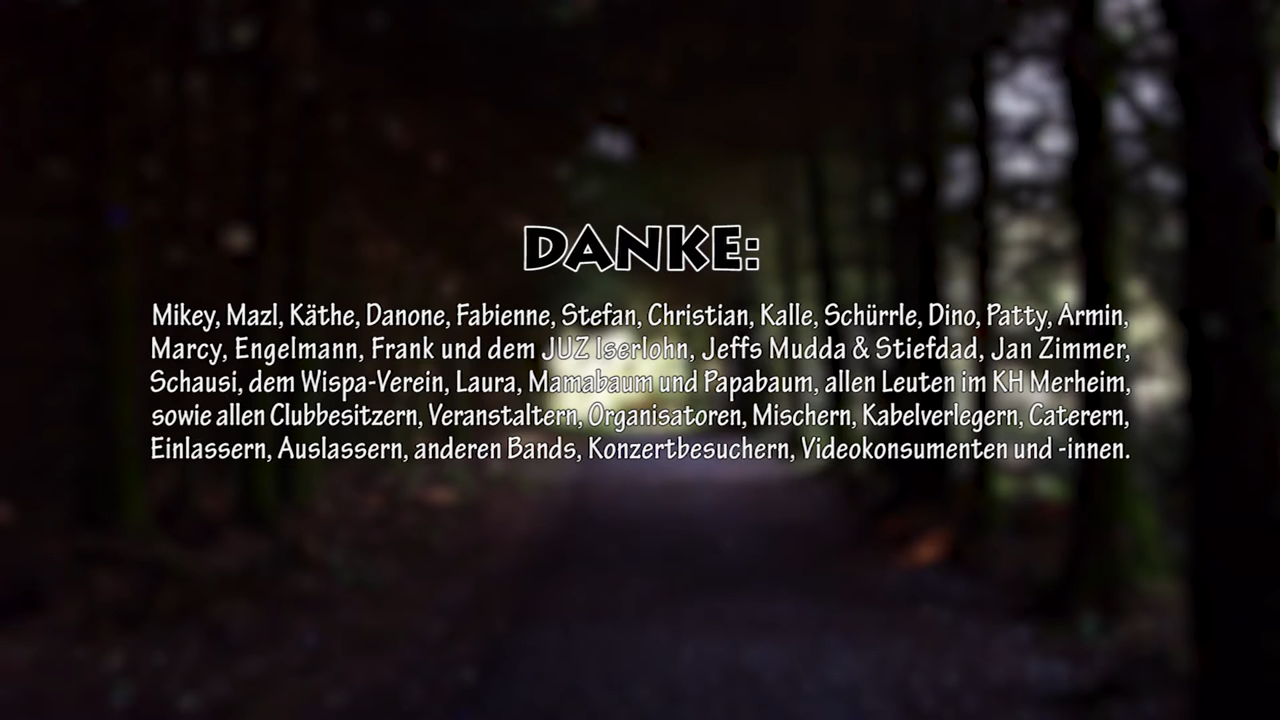 DANKE:
Mikey, Mazl, Käthe, Danone, Fabienne, Stefan, Christian, Kalle, Schürrle, Dino, Patty, Armin,
Marcy, Engelmann, Frank und dem JUZ Iserlohn, Jeffs Mudda & Stiefdad, Jan Zimmer,
Schausi, dem Wispa-Verein, Laura, Mamabaum und Papabaum, allen Leuten im KH Merheim,
sowie allen Clubbesitzern, Veranstaltern, Organisatoren, Mischern, Kabelverlegern, Caterern,
Einlassern, Auslassern, anderen Bands, Konzertbesuchern, Videokonsumenten und -innen.